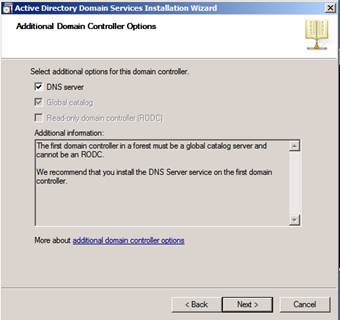 Active Directory Domain Services Installation Wizard
Additional Domain Controller Options
Select additional options for this domain controller.
DNS server
Global catalog
Read-only domain controller (RODC)
Additional information:
The first domain controller in a forest must be a global catalog server and
cannot be an RODC.
We recommend that you install the DNS Server service on the first domain
controller.
More about additional domain controller options
< Back
Next >
Cancel